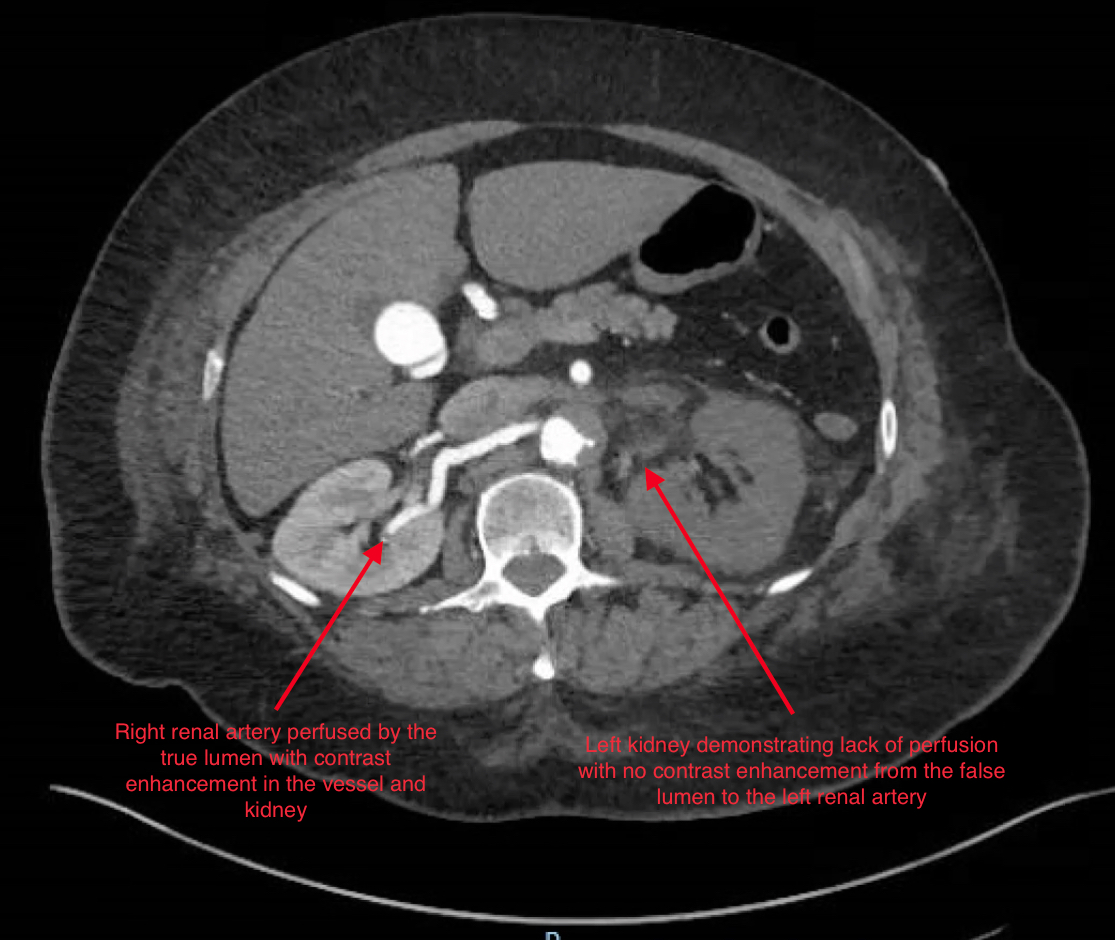 Right renal artery perfused by the
true lumen with contrast
enhancement in the vessel and
kidney
Left kidney demonstrating lack of perfusion
with no contrast enhancement from the false
lumen to the left renal artery